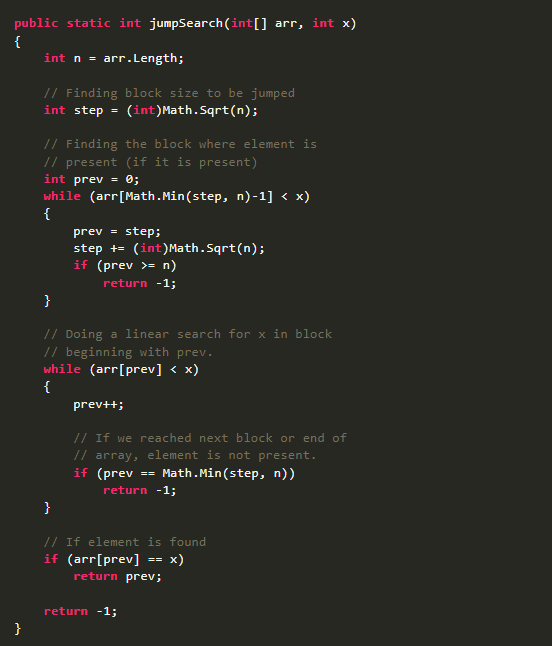 public static int jumpSearch(int[] arr, int x)
{
    int n = arr.Length;

    // Finding block size to be jumped
    int step = (int)Math.Sqrt(n);

    // Finding the block where element is
    // present (if it is present)
    int prev = 0;
    while (arr[Math.Min(step, n)-1] < x)
    {
        prev = step;
        step += (int)Math.Sqrt(n);
        if (prev >= n)
            return -1;
    }

    // Doing a linear search for x in block
    // beginning with prev.
    while (arr[prev] < x)
    {
        prev++;

        // If we reached next block or end of
        // array, element is not present.
        if (prev == Math.Min(step, n))
            return -1;
    }

    // If element is found
    if (arr[prev] == x)
        return prev;

    return -1;
}